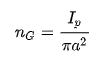 n_G = \frac{I_p}{\pi a^2}